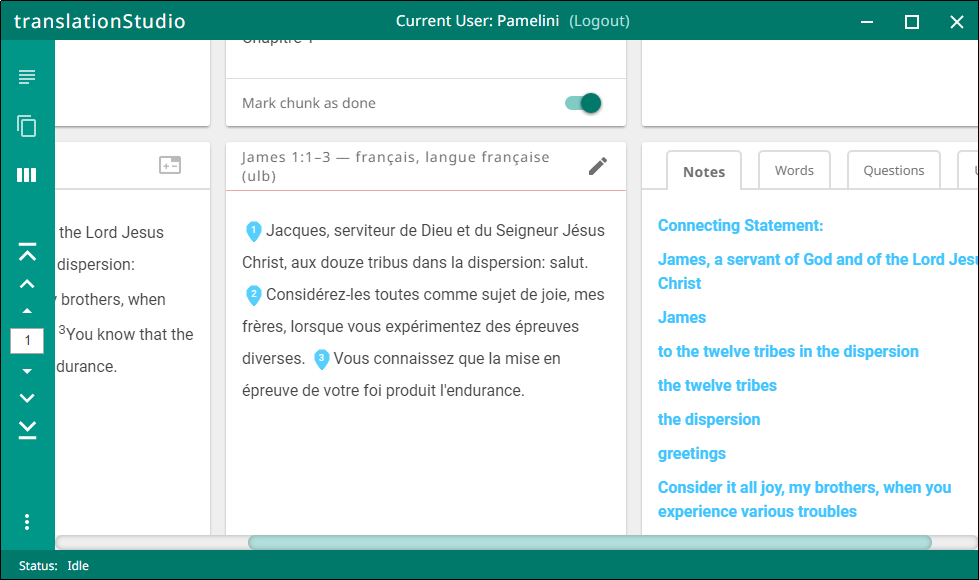 translationStudio
Current User: Pamelini (Logout)
Mark chunk as done
the Lord Jesus
dispersion:
brothers, when
³You know that the
durance.
James 1:1–3 — français, langue française
(ulb)
1 Jacques, serviteur de Dieu et du Seigneur Jésus
Christ, aux douze tribus dans la dispersion: salut.
2 Considérez-les toutes comme sujet de joie, mes
frères, lorsque vous expérimentez des épreuves
diverses. 3 Vous connaissez que la mise en
épreuve de votre foi produit l'endurance.
Notes
Words
Questions
Connecting Statement:
James, a servant of God and of the Lord Jesu
Christ
James
to the twelve tribes in the dispersion
the twelve tribes
the dispersion
greetings
Consider it all joy, my brothers, when you
experience various troubles
1
Status: Idle